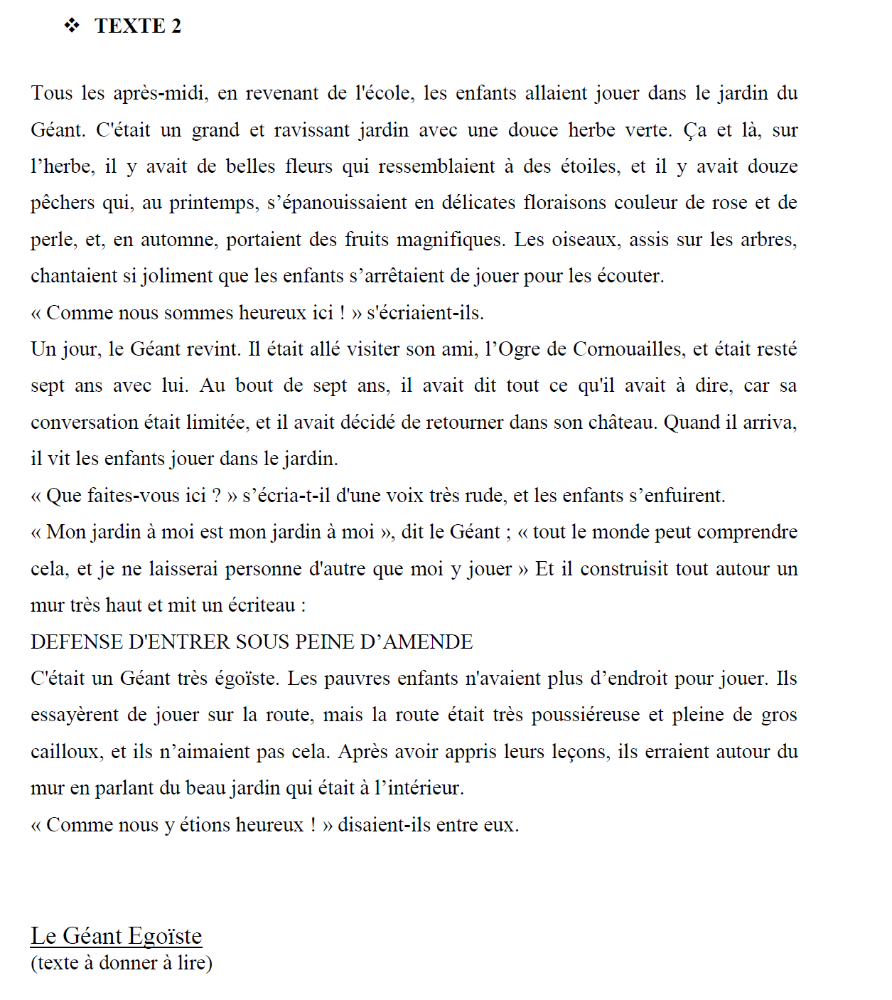 ❖ TEXTE 2
Tous les après-midi, en revenant de l'école, les enfants allaient jouer dans le jardin du
Géant. C'était un grand et ravissant jardin avec une douce herbe verte. Ça et là, sur
l’herbe, il y avait de belles fleurs qui ressemblaient à des étoiles, et il y avait douze
pêchers qui, au printemps, s’épanouissaient en délicates floraisons couleur de rose et de
perle, et, en automne, portaient des fruits magnifiques. Les oiseaux, assis sur les arbres,
chantaient si joliment que les enfants s’arrêtaient de jouer pour les écouter.
« Comme nous sommes heureux ici ! » s'écriaient-ils.
Un jour, le Géant revint. Il était allé visiter son ami, l’Ogre de Cornouailles, et était resté
sept ans avec lui. Au bout de sept ans, il avait dit tout ce qu'il avait à dire, car sa
conversation était limitée, et il avait décidé de retourner dans son château. Quand il arriva,
il vit les enfants jouer dans le jardin.
« Que faites-vous ici ? » s’écria-t-il d'une voix très rude, et les enfants s’enfuirent.
« Mon jardin à moi est mon jardin à moi », dit le Géant ; « tout le monde peut comprendre
cela, et je ne laisserai personne d'autre que moi y jouer » Et il construisit tout autour un
mur très haut et mit un écriteau :
DEFENSE D'ENTRER SOUS PEINE D’AMENDE
C'était un Géant très égoïste. Les pauvres enfants n'avaient plus d’endroit pour jouer. Ils
essayèrent de jouer sur la route, mais la route était très poussiéreuse et pleine de gros
cailloux, et ils n’aimaient pas cela. Après avoir appris leurs leçons, ils erraient autour du
mur en parlant du beau jardin qui était à l’intérieur.
« Comme nous y étions heureux ! » disaient-ils entre eux.
Le Géant Egoïste
(texte à donner à lire)